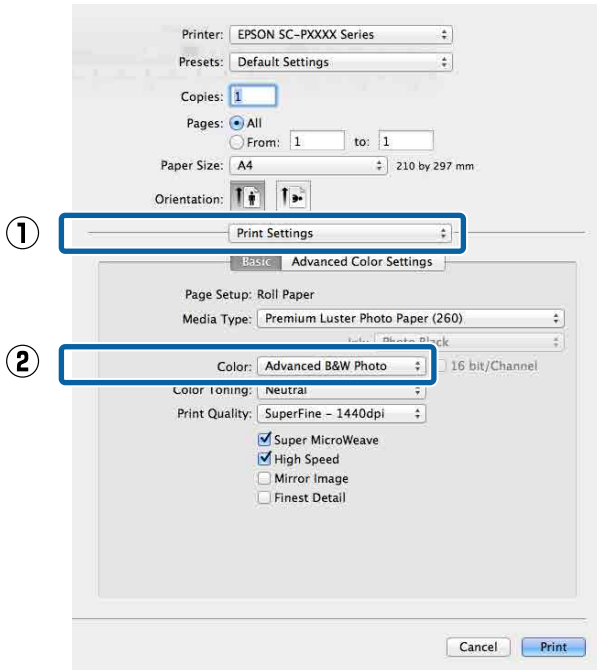 Printer: EPSON SC-PXXXX Series
Presets: Default Settings
Copies: 1
Pages: All
From: 1 to: 1
Paper Size: A4 210 by 297 mm
Orientation:
① Print Settings
Basic Advanced Color Settings
Page Setup: Roll Paper
Media Type: Premium Luster Photo Paper (260)
Ink: Photo Black
② Color: Advanced B&W Photo 16 bit/Channel
Color Toning: Neutral
Print Quality: SuperFine - 1440dpi
Super MicroWeave
High Speed
Mirror Image
Finest Detail
Cancel Print